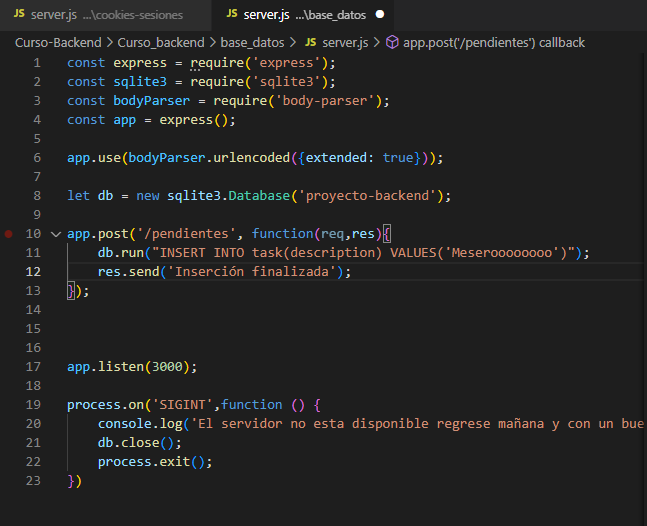 JS server.js ...\cookies-sesiones JS server.js ...\base_datos
Curso-Backend > Curso_backend > base_datos > JS server.js > app.post('/pendientes') callback
1 const express = require('express');
2 const sqlite3 = require('sqlite3');
3 const bodyParser = require('body-parser');
4 const app = express();
5
6 app.use(bodyParser.urlencoded({extended: true}));
7
8 let db = new sqlite3.Database('proyecto-backend');
9
10 app.post('/pendientes', function(req,res){
11 db.run("INSERT INTO task(description) VALUES('Meseroooooooo')");
12 res.send('Inserción finalizada');
13 });
14
15
16
17 app.listen(3000);
18
19 process.on('SIGINT',function () {
20 console.log('El servidor no esta disponible regrese mañana y con un bue
21 db.close();
22 process.exit();
23 })